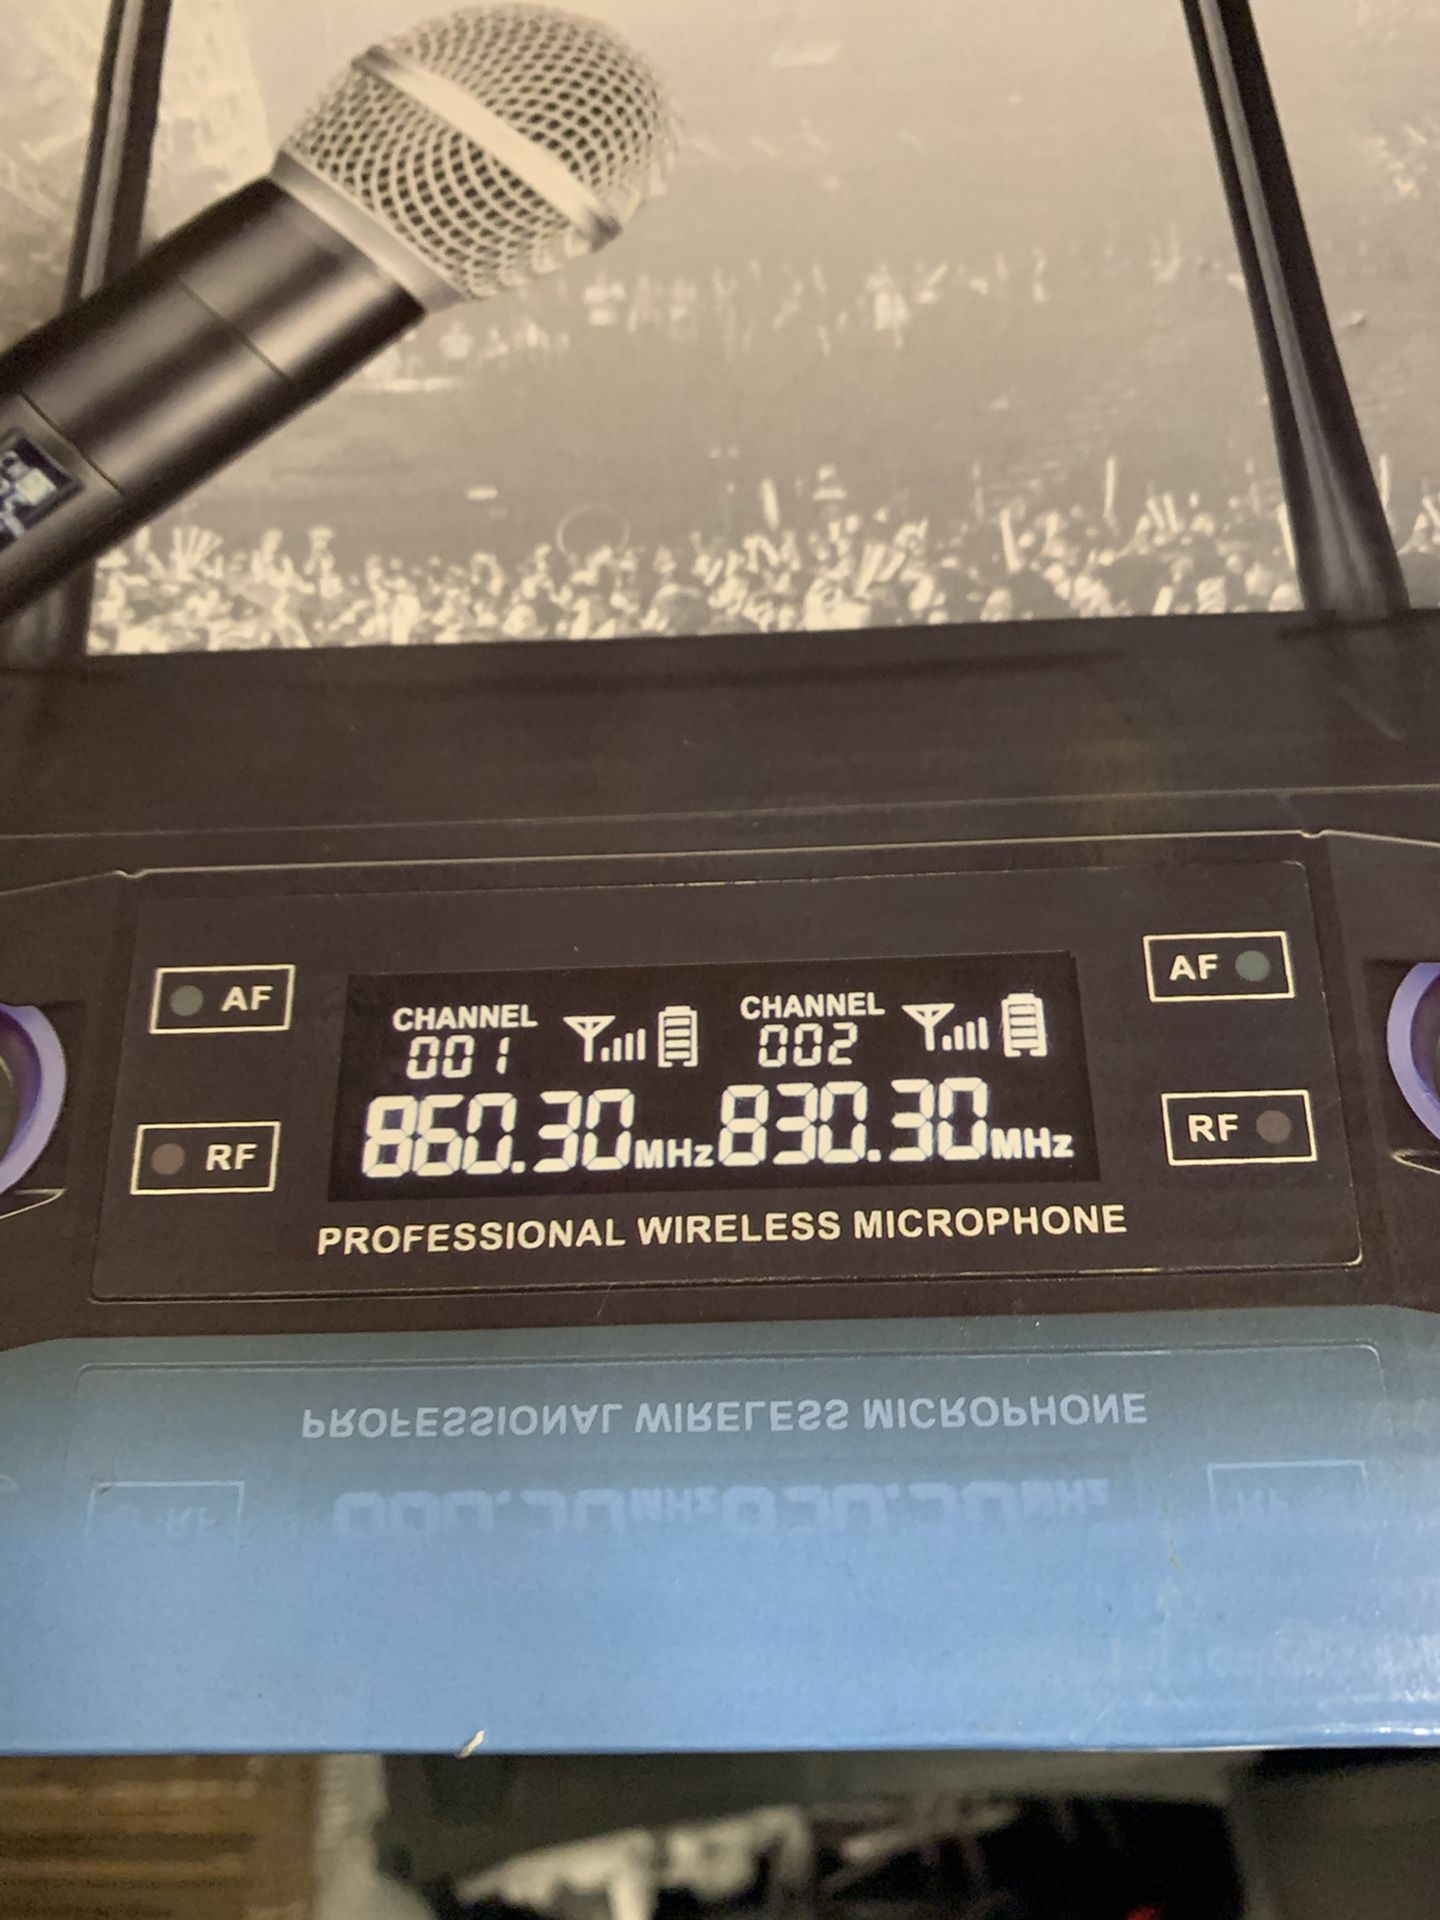 AF
CHANNEL
001
CHANNEL
002
AF
860.30MHz
830.30MHz
RF
RF
PROFESSIONAL WIRELESS MICROPHONE
PROFESSIONAL WIRELESS MICROPHONE